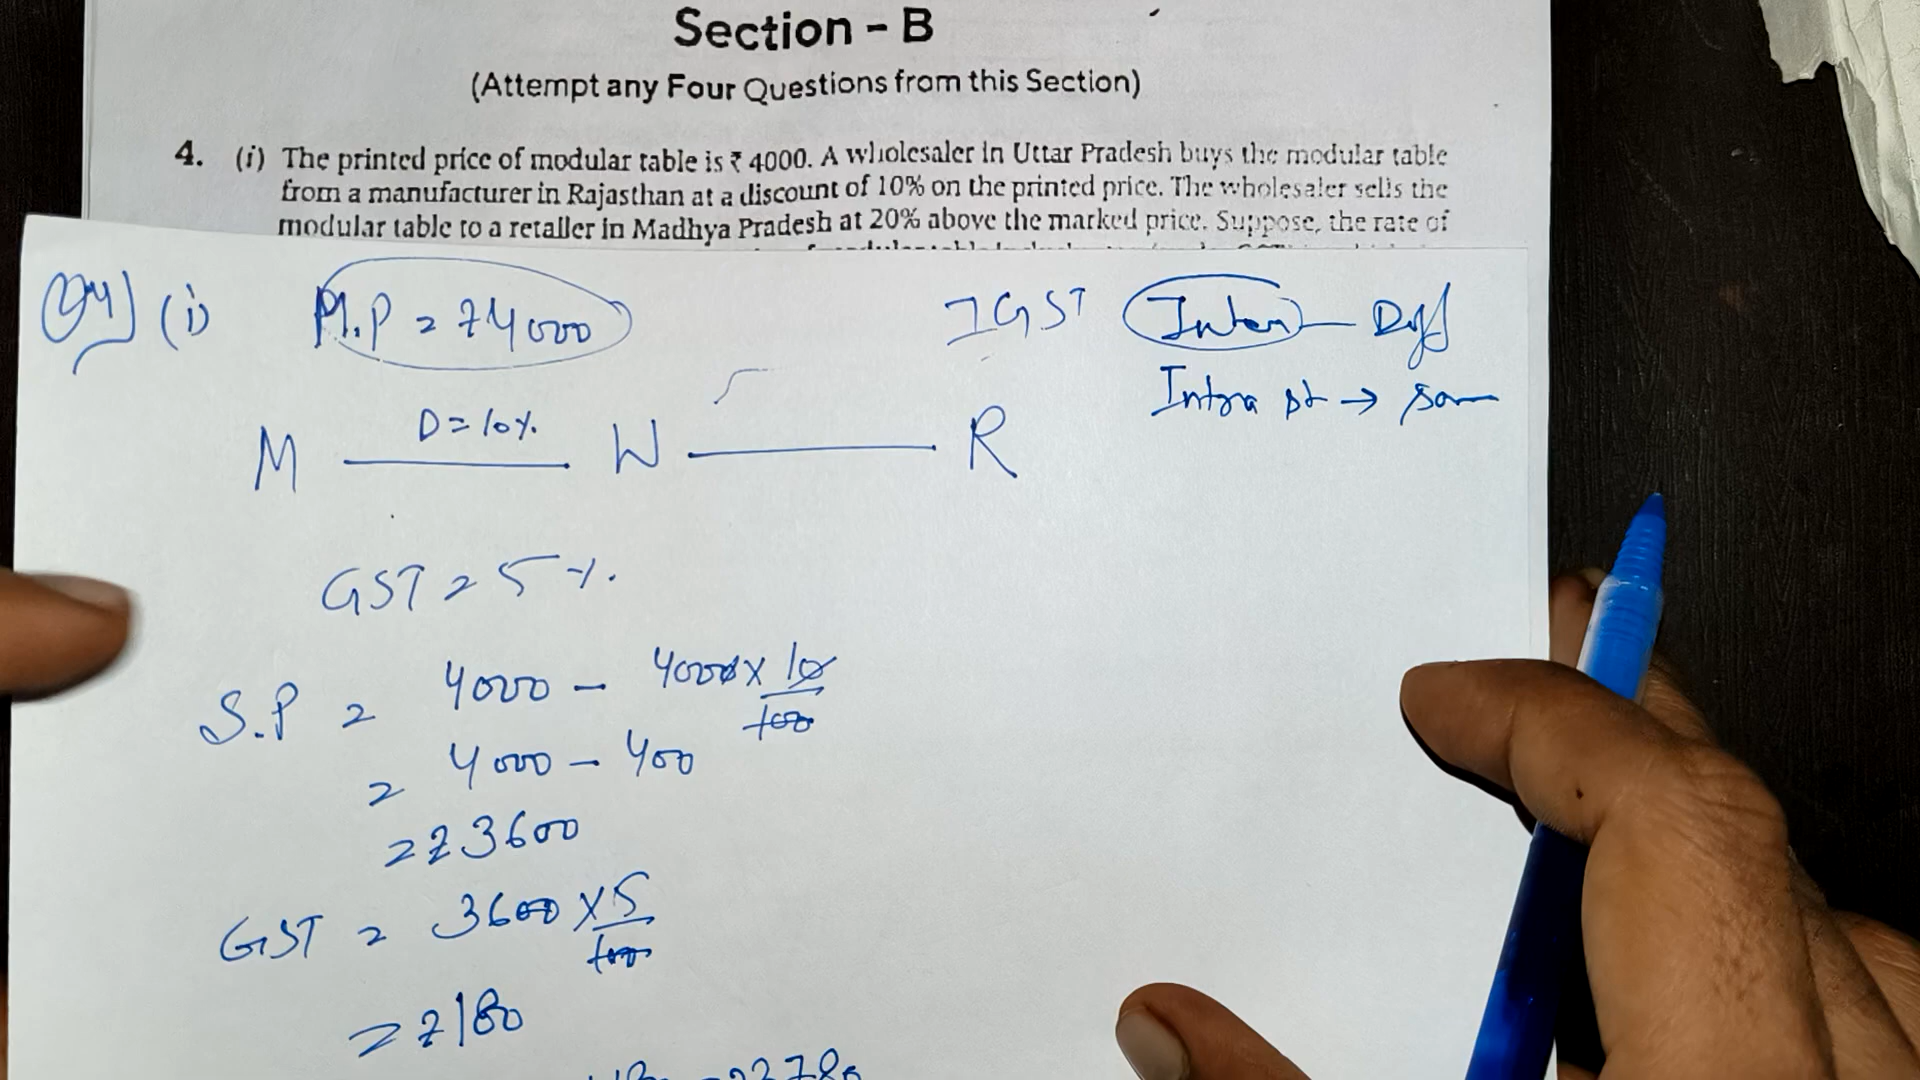 Section - B
(Attempt any Four Questions from this Section)
4. (i) The printed price of modular table is ₹ 4000. A wholesaler in Uttar Pradesh buys the modular table
from a manufacturer in Rajasthan at a discount of 10% on the printed price. The wholesaler sells the
modular table to a retailer in Madhya Pradesh at 20% above the marked price. Suppose, the rate of
Q4) (i) M.P = ₹4000
IGST Inter - Diff
Intra st → Same
M D = 10% W R
GST = 5%.
S.P = 4000 - 4000 x 10/100
= 4000 - 400
= ₹3600
GST = 3600 x 5/100
= ₹180